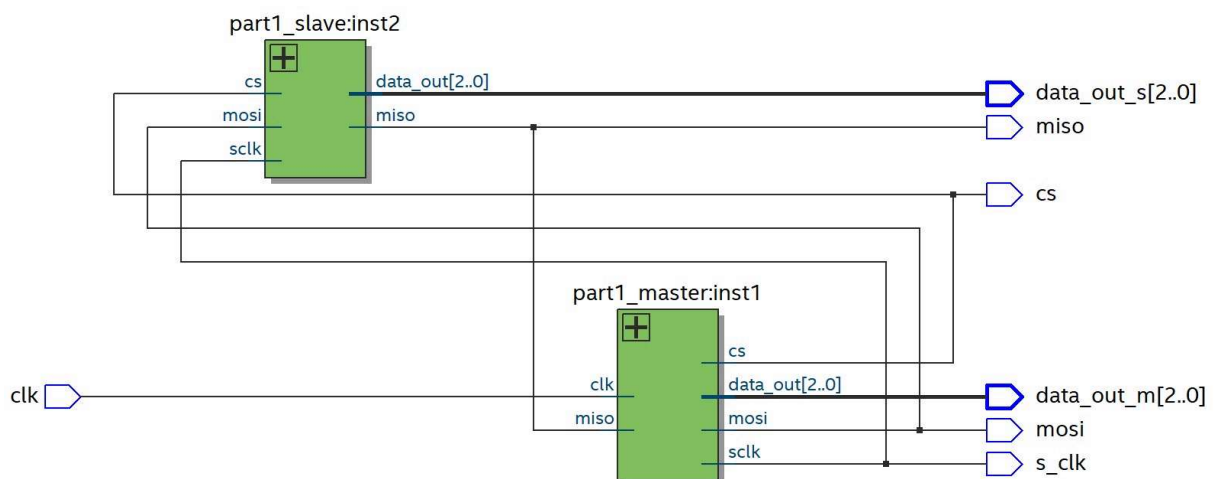 part1_slave:inst2
cs
data_out[2..0]
data_out_s[2..0]
mosi
miso
miso
sclk
cs
part1_master:inst1
cs
clk
clk
data_out[2..0]
data_out_m[2..0]
miso
mosi
mosi
sclk
s_clk